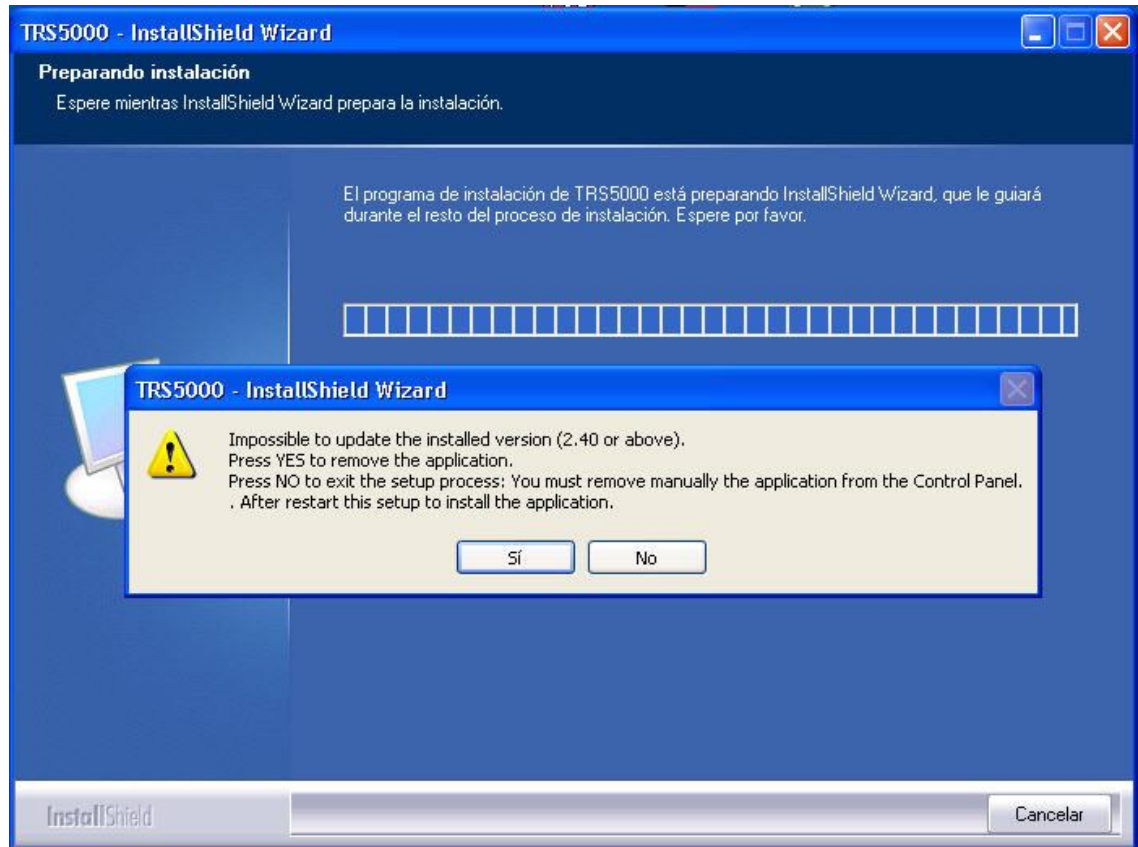 TRS5000 - InstallShield Wizard
Preparando instalación
Espere mientras InstallShield Wizard prepara la instalación.
El programa de instalación de TRS5000 está preparando InstallShield Wizard, que le guiará
durante el resto del proceso de instalación. Espere por favor.
TRS5000 - InstallShield Wizard
Impossible to update the installed version (2.40 or above).
Press YES to remove the application.
Press NO to exit the setup process: You must remove manually the application from the Control Panel.
. After restart this setup to install the application.
Sí
No
InstallShield
Cancelar